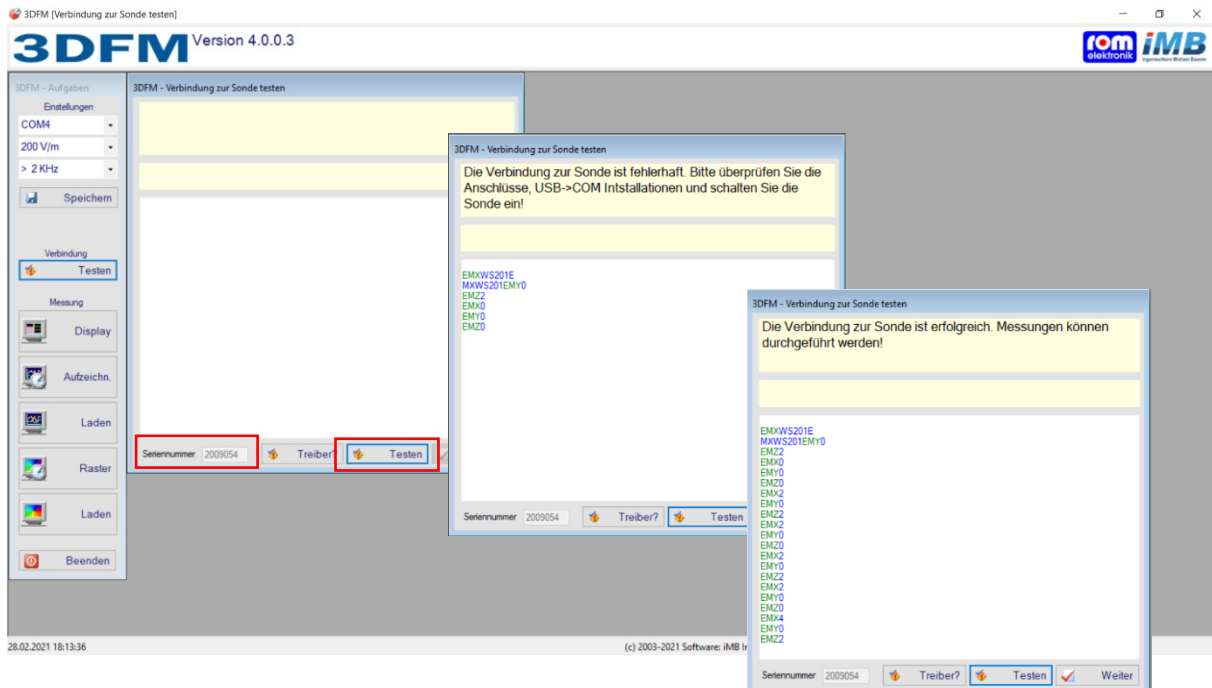 3DFM [Verbindung zur Sonde testen]
3DFM Version 4.0.0.3
rom elektronik
iMB
3DFM - Aufgaben
Einstellungen
COM4
200 V/m
> 2 KHz
Speichern
Verbindung
Testen
Messung
Display
Aufzeichn.
Laden
Raster
Laden
Beenden
3DFM - Verbindung zur Sonde testen
Seriennummer 2009054 Treiber? Testen
3DFM - Verbindung zur Sonde testen
Die Verbindung zur Sonde ist fehlerhaft. Bitte überprüfen Sie die
Anschlüsse, USB->COM Intstallationen und schalten Sie die
Sonde ein!
EMXWS201E
MXWS201EMY0
EMZ2
EMX0
EMY0
EMZ0
Seriennummer 2009054 Treiber? Testen
3DFM - Verbindung zur Sonde testen
Die Verbindung zur Sonde ist erfolgreich. Messungen können
durchgeführt werden!
EMXWS201E
MXWS201EMY0
EMZ2
EMX0
EMY0
EMZ0
EMX2
EMY0
EMZ2
EMX2
EMY0
EMZ0
EMX2
EMY0
EMZ2
EMX2
EMY0
EMZ0
EMX4
EMY0
EMZ2
Seriennummer 2009054 Treiber? Testen Weiter
28.02.2021 18:13:36
(c) 2003-2021 Software: iMB